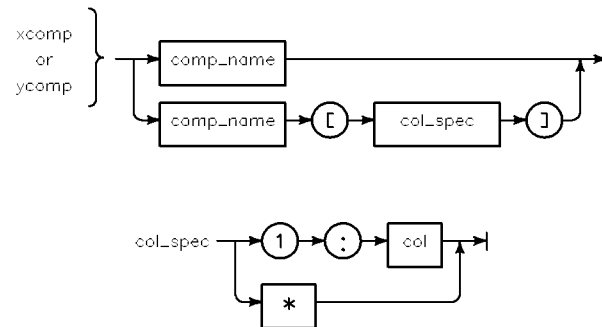 xcomp
or
ycomp
comp_name
comp_name [ col_spec ]
col_spec 1 : col
*